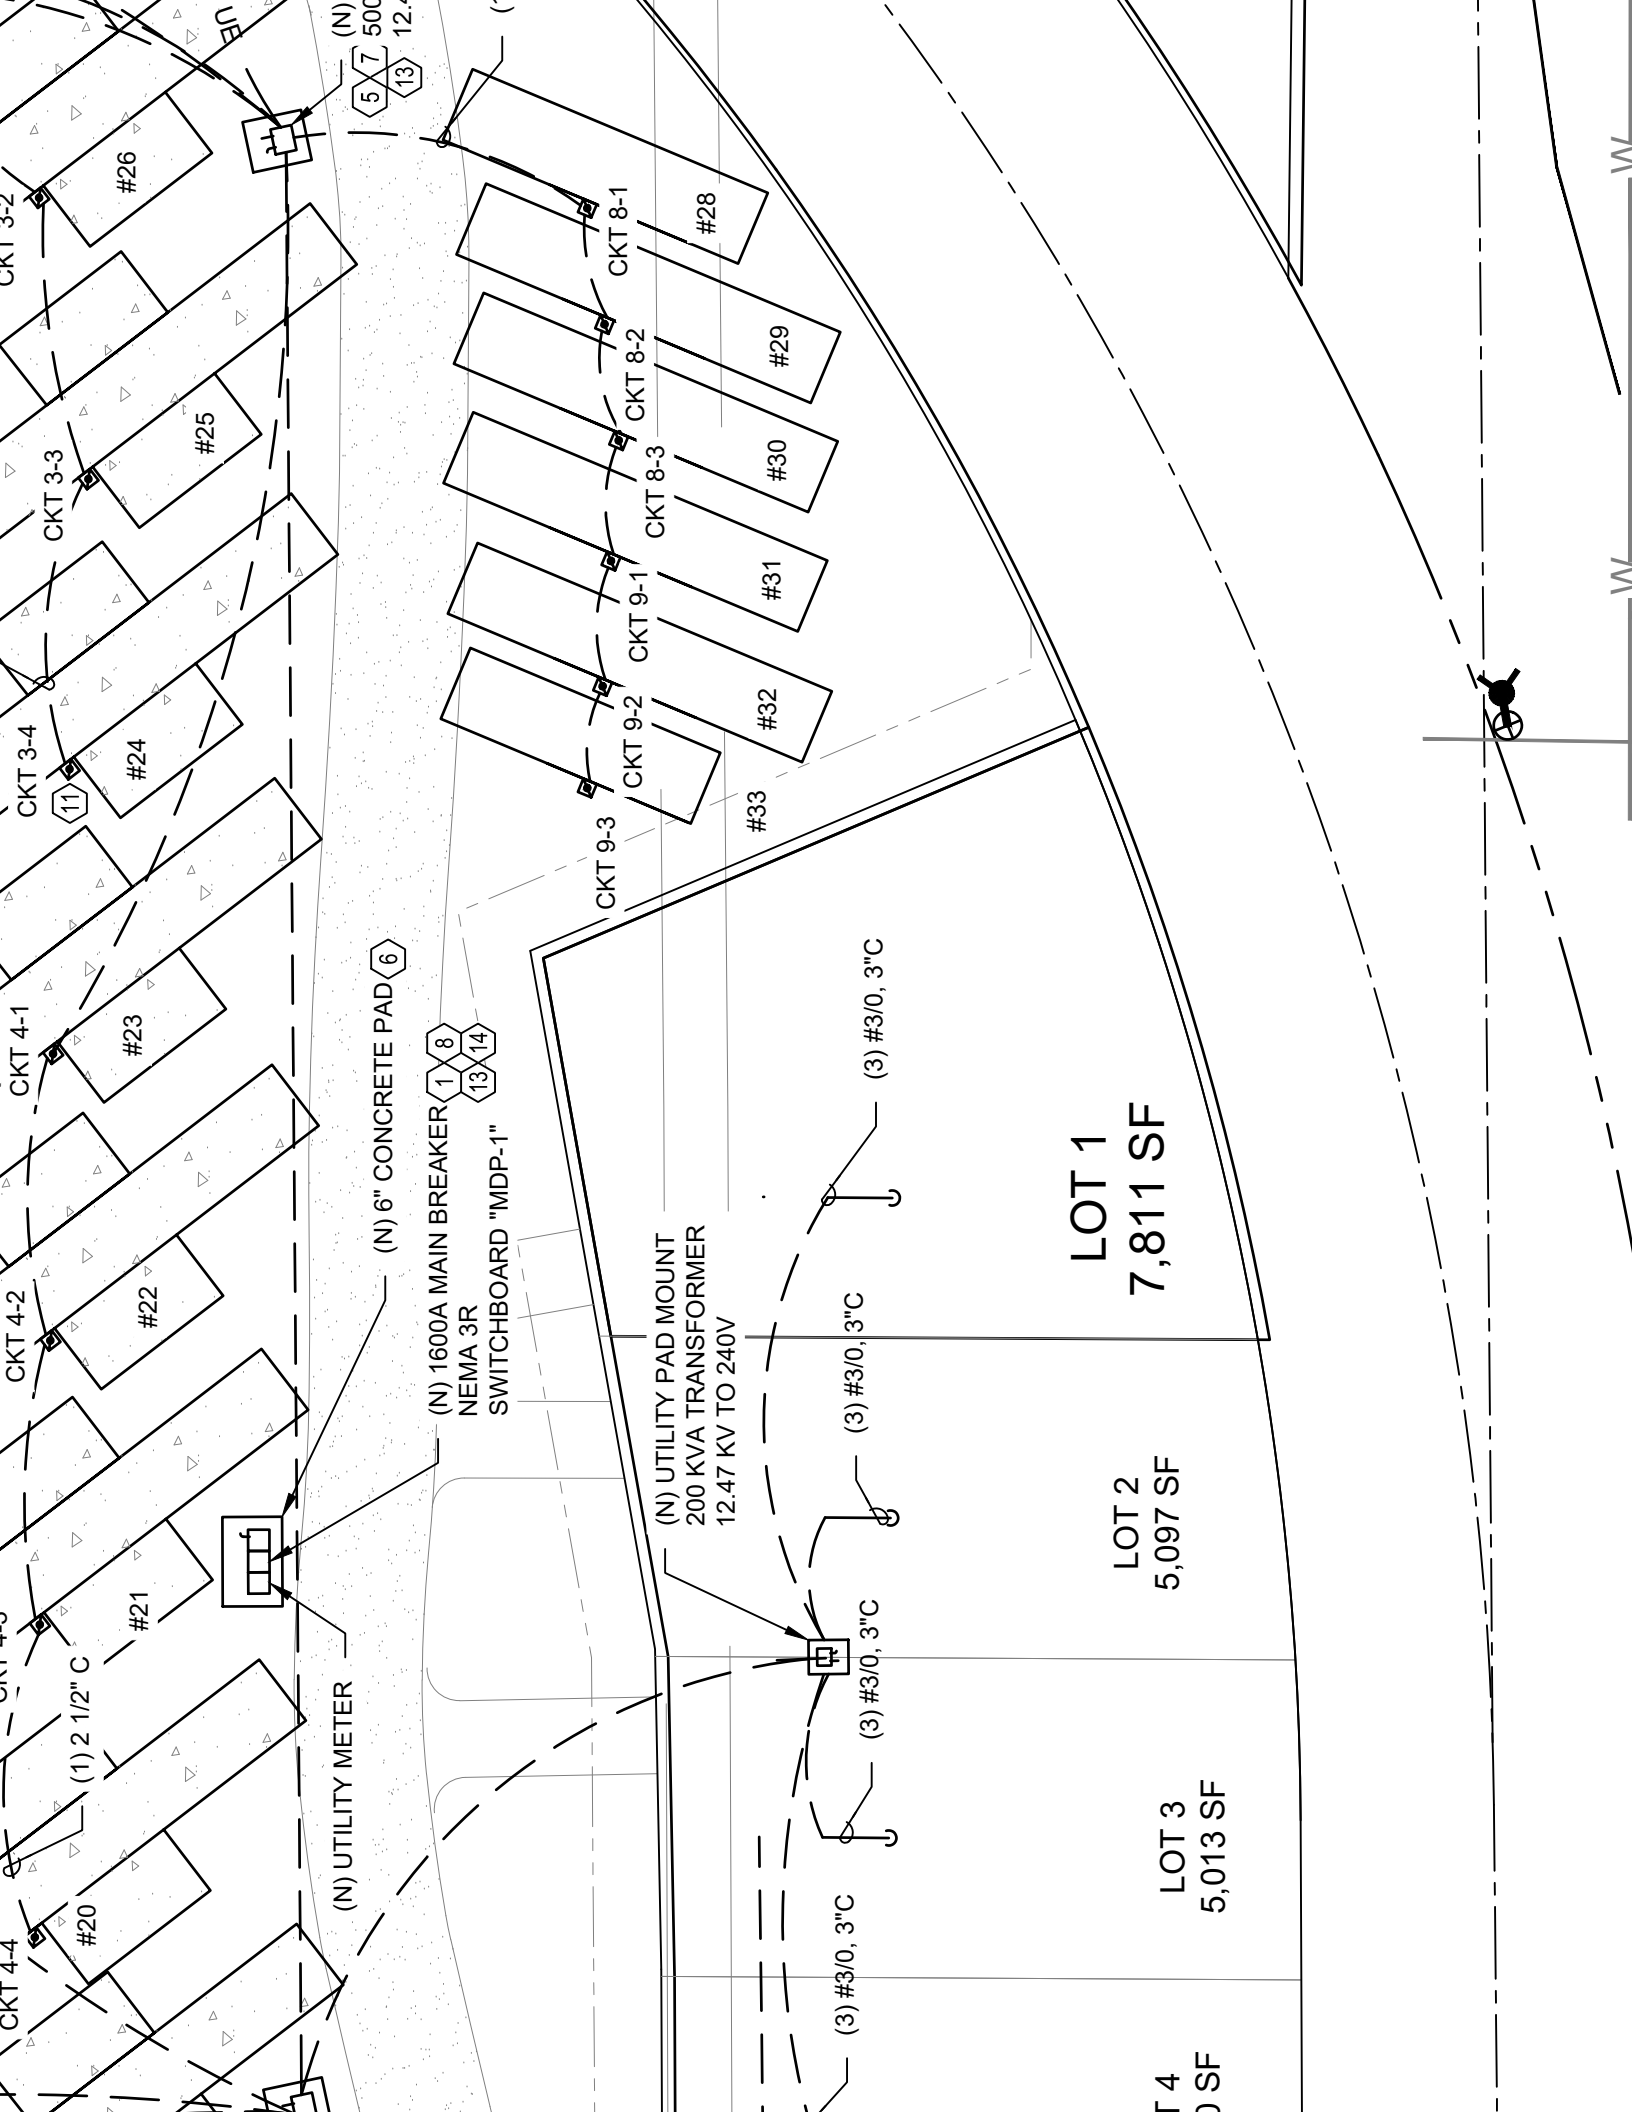 CKT 3-2
#26
UE
(N)
5
7
13
CKT 3-3
#25
CKT 3-4
11
#24
CKT 4-1
#23
CKT 4-2
#22
#21
(1) 2 1/2" C
CKT 4-4
#20
CKT 8-1
#28
CKT 8-2
#29
CKT 8-3
#30
CKT 9-1
#31
CKT 9-2
#32
CKT 9-3
#33
(N) 6" CONCRETE PAD 6
(N) 1600A MAIN BREAKER
NEMA 3R
SWITCHBOARD "MDP-1"
1
8
13
14
(N) UTILITY METER
(N) UTILITY PAD MOUNT
200 KVA TRANSFORMER
12.47 KV TO 240V
(3) #3/0, 3"C
(3) #3/0, 3"C
(3) #3/0, 3"C
(3) #3/0, 3"C
LOT 1
7,811 SF
LOT 2
5,097 SF
LOT 3
5,013 SF
4
SF
W
W